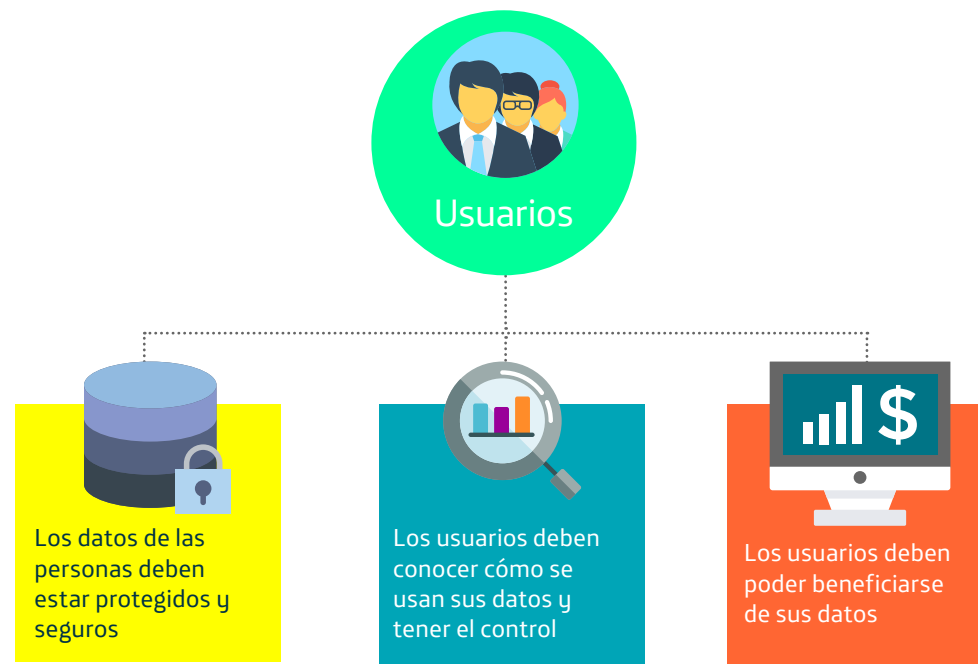 Usuarios
Los datos de las
personas deben
estar protegidos y
seguros
Los usuarios deben
conocer cómo se
usan sus datos y
tener el control
$
Los usuarios deben
poder beneficiarse
de sus datos